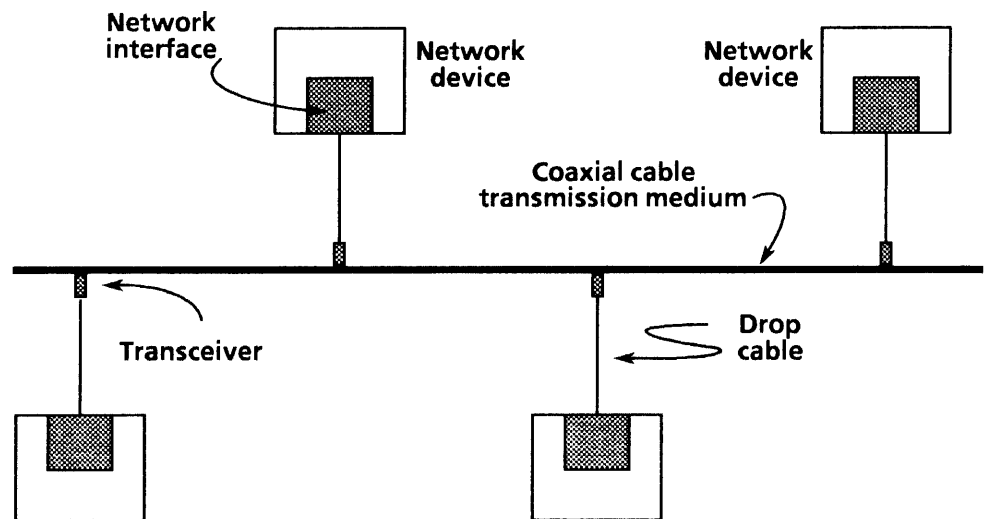 Network
interface
Network
device
Network
device
Coaxial cable
transmission medium
Transceiver
Drop
cable